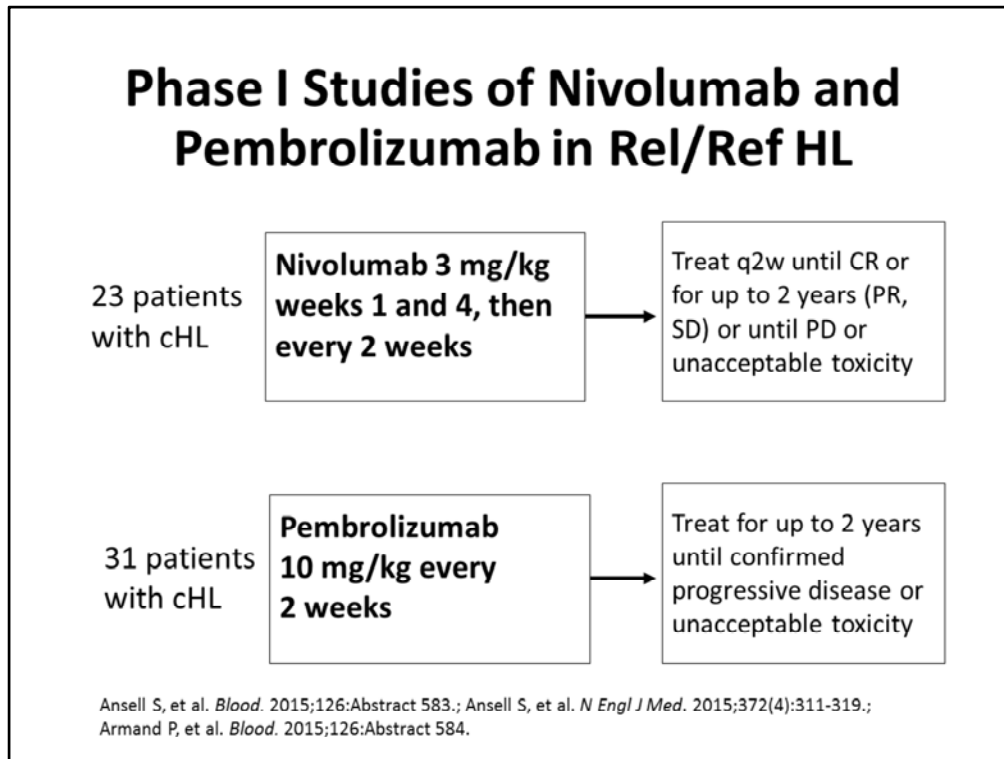 Phase I Studies of Nivolumab and
Pembrolizumab in Rel/Ref HL
23 patients
with cHL
Nivolumab 3 mg/kg
weeks 1 and 4, then
every 2 weeks
Treat q2w until CR or
for up to 2 years (PR,
SD) or until PD or
unacceptable toxicity
31 patients
with cHL
Pembrolizumab
10 mg/kg every
2 weeks
Treat for up to 2 years
until confirmed
progressive disease or
unacceptable toxicity
Ansell S, et al. Blood. 2015;126:Abstract 583.; Ansell S, et al. N Engl J Med. 2015;372(4):311-319.;
Armand P, et al. Blood. 2015;126:Abstract 584.